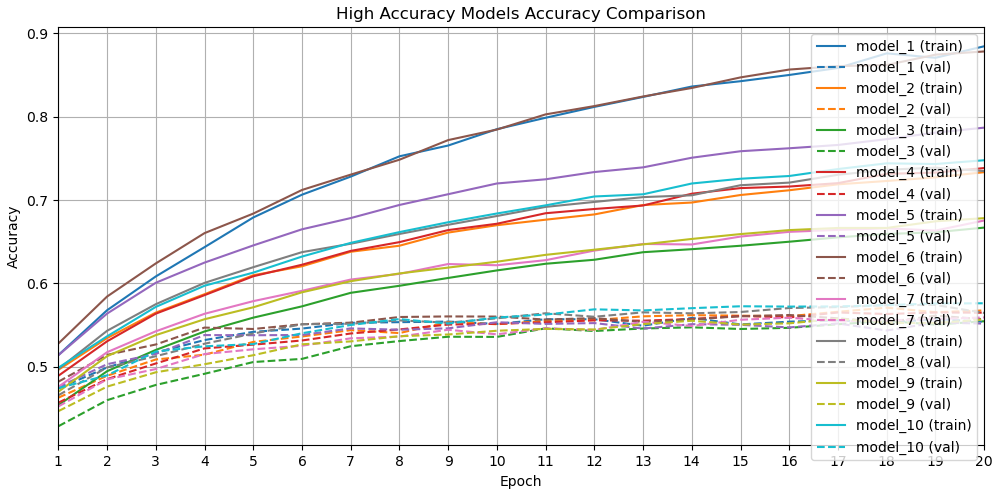 High Accuracy Models Accuracy Comparison
0.9
0.8
0.7
0.6
0.5
Accuracy
1 2 3 4 5 6 7 8 9 10 11 12 13 14 15 16 17 18 19 20
Epoch
model_1 (train)
model_1 (val)
model_2 (train)
model_2 (val)
model_3 (train)
model_3 (val)
model_4 (train)
model_4 (val)
model_5 (train)
model_5 (val)
model_6 (train)
model_6 (val)
model_7 (train)
model_7 (val)
model_8 (train)
model_8 (val)
model_9 (train)
model_9 (val)
model_10 (train)
model_10 (val)